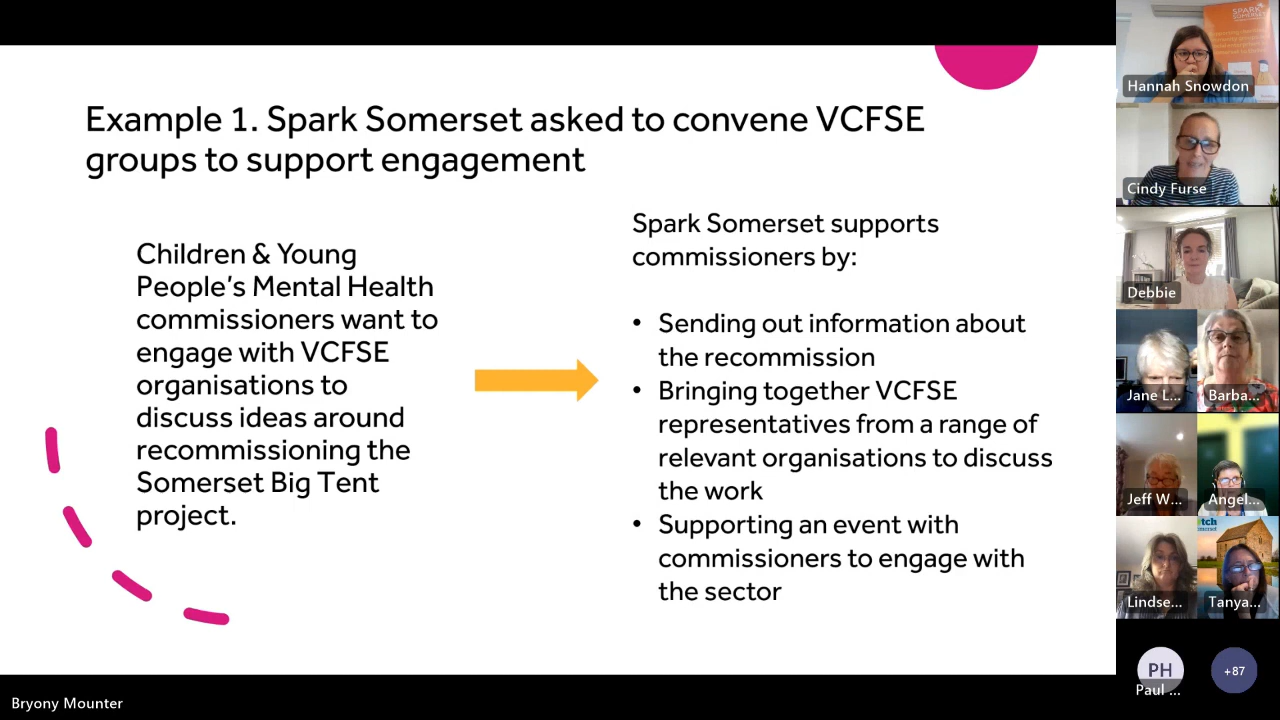 Example 1. Spark Somerset asked to convene VCFSE
groups to support engagement
Children & Young
People's Mental Health
commissioners want to
engage with VCFSE
organisations to
discuss ideas around
recommissioning the
Somerset Big Tent
project.
Spark Somerset supports
commissioners by:
• Sending out information about
the recommission
• Bringing together VCFSE
representatives from a range of
relevant organisations to discuss
the work
• Supporting an event with
commissioners to engage with
the sector
SPARK
SOMERSET
Hannah Snowdon
Cindy Furse
Debbie
Jane L...
Barba...
Jeff W...
Angel...
Lindse...
Tanya...
PH
Paul ...
+87
Bryony Mounter